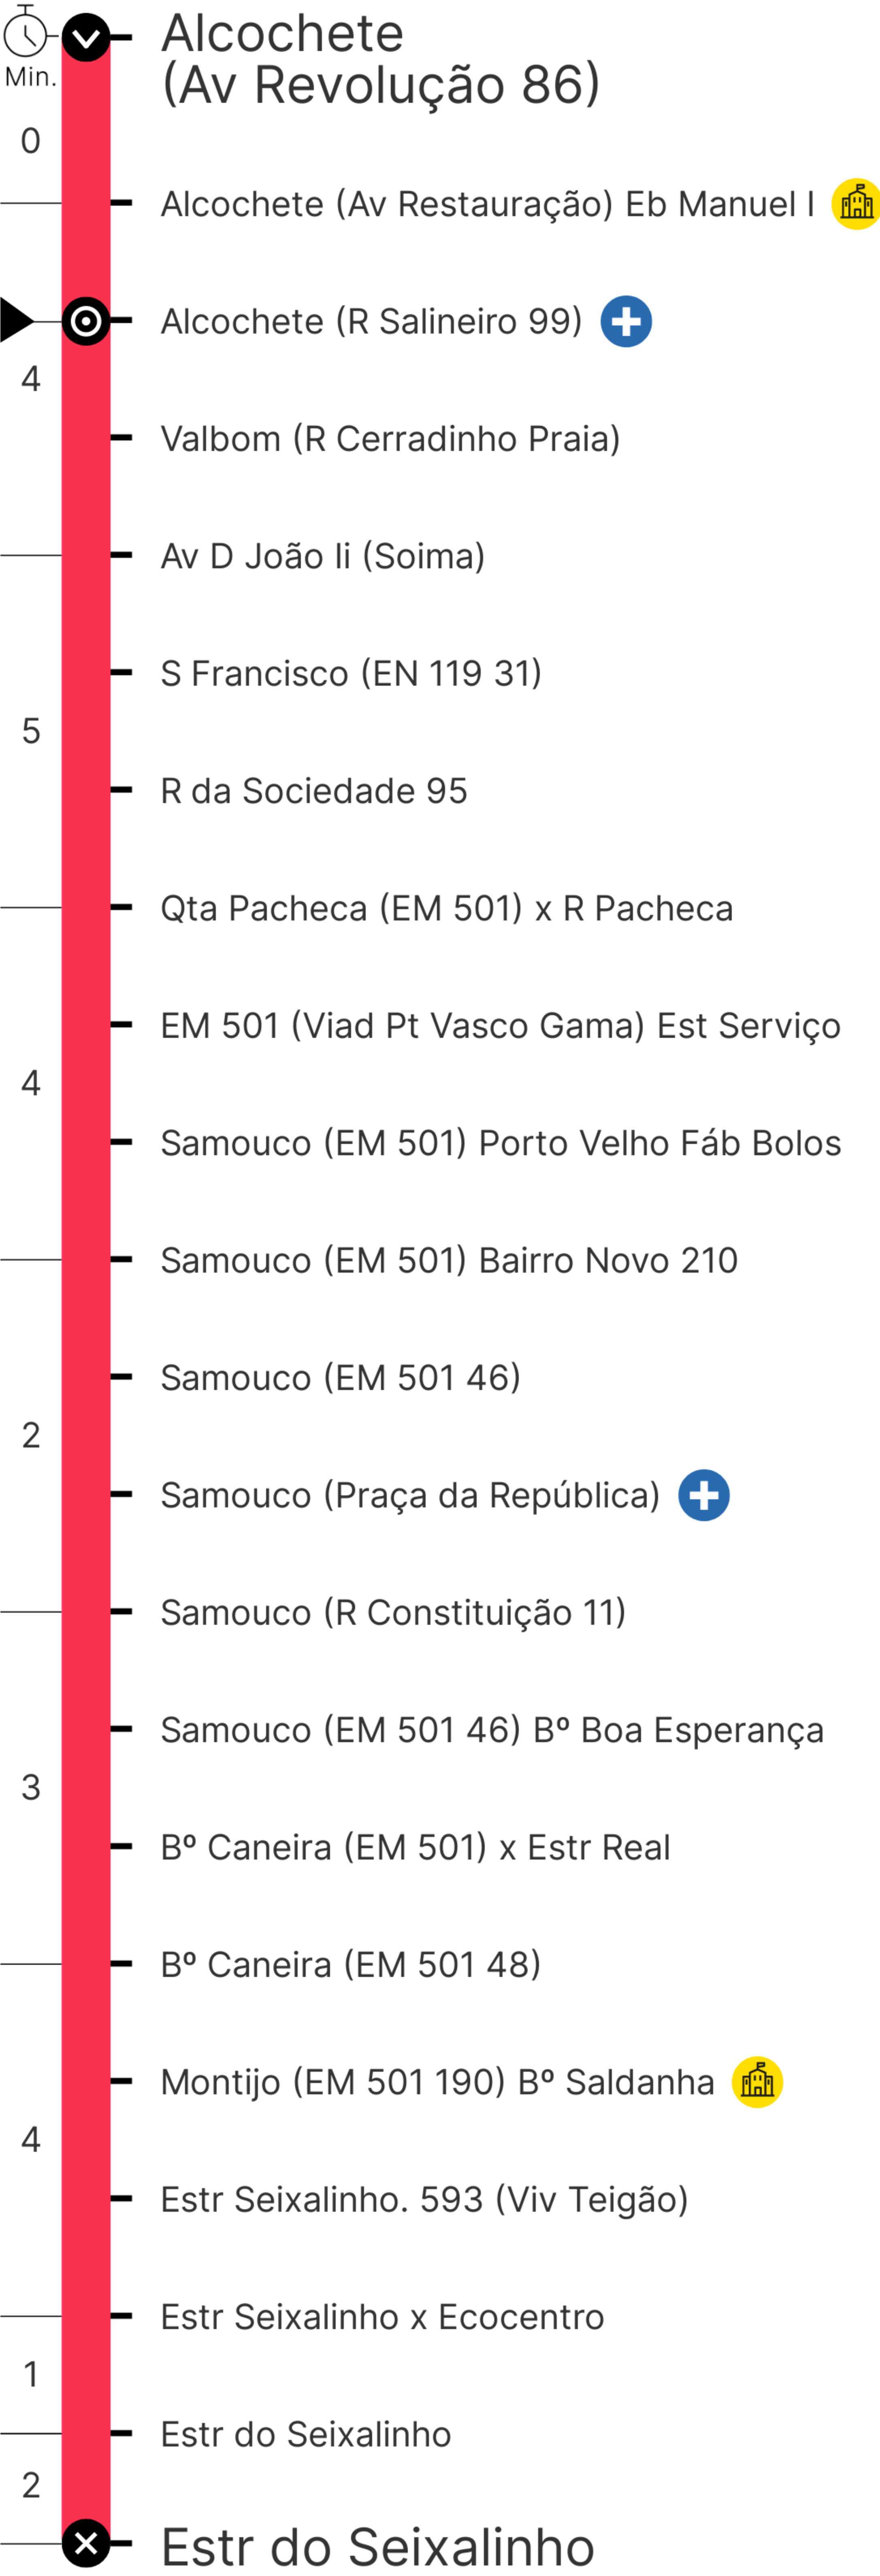 Alcochete
(Av Revolução 86)
Min.
0
Alcochete (Av Restauração) Eb Manuel I
Alcochete (R Salineiro 99)
4
Valbom (R Cerradinho Praia)
Av D João Ii (Soima)
S Francisco (EN 119 31)
5
R da Sociedade 95
Qta Pacheca (EM 501) x R Pacheca
EM 501 (Viad Pt Vasco Gama) Est Serviço
4
Samouco (EM 501) Porto Velho Fáb Bolos
Samouco (EM 501) Bairro Novo 210
Samouco (EM 501 46)
2
Samouco (Praça da República)
Samouco (R Constituição 11)
Samouco (EM 501 46) Bº Boa Esperança
3
Bº Caneira (EM 501) x Estr Real
Bº Caneira (EM 501 48)
Montijo (EM 501 190) Bº Saldanha
4
Estr Seixalinho. 593 (Viv Teigão)
Estr Seixalinho x Ecocentro
1
Estr do Seixalinho
2
Estr do Seixalinho